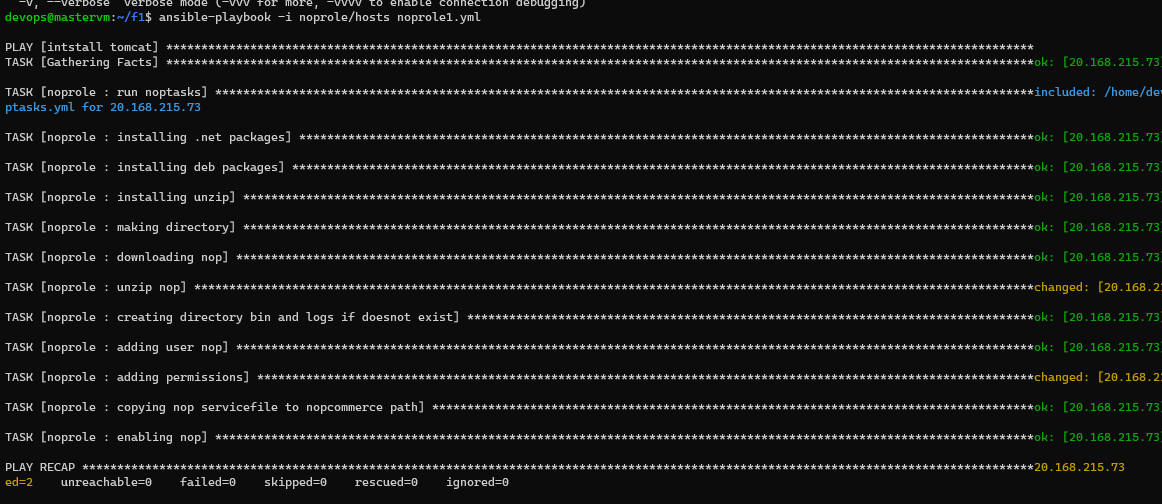 -v, --verbose  verbose mode (-vvv for more, -vvvv to enable connection debugging)
devops@mastervm:~/f1$ ansible-playbook -i noprole/hosts noprole1.yml
PLAY [intstall tomcat] ****************************************************************************************************************************
TASK [Gathering Facts] ****************************************************************************************************************************ok: [20.168.215.73]
TASK [noprole : run noptasks] *********************************************************************************************************************included: /home/dev
ptasks.yml for 20.168.215.73
TASK [noprole : installing .net packages] *********************************************************************************************************ok: [20.168.215.73]
TASK [noprole : installing deb packages] **********************************************************************************************************ok: [20.168.215.73]
TASK [noprole : installing unzip] *****************************************************************************************************************ok: [20.168.215.73]
TASK [noprole : making directory] *****************************************************************************************************************ok: [20.168.215.73]
TASK [noprole : downloading nop] ******************************************************************************************************************ok: [20.168.215.73]
TASK [noprole : unzip nop] ************************************************************************************************************************changed: [20.168.21
TASK [noprole : creating directory bin and logs if doesnot exist] *********************************************************************************ok: [20.168.215.73]
TASK [noprole : adding user nop] ******************************************************************************************************************ok: [20.168.215.73]
TASK [noprole : adding permissions] ***************************************************************************************************************changed: [20.168.21
TASK [noprole : copying nop servicefile to nopcommerce path] **************************************************************************************ok: [20.168.215.73]
TASK [noprole : enabling nop] *********************************************************************************************************************ok: [20.168.215.73]
PLAY RECAP ****************************************************************************************************************************************20.168.215.73
ed=2    unreachable=0    failed=0    skipped=0    rescued=0    ignored=0